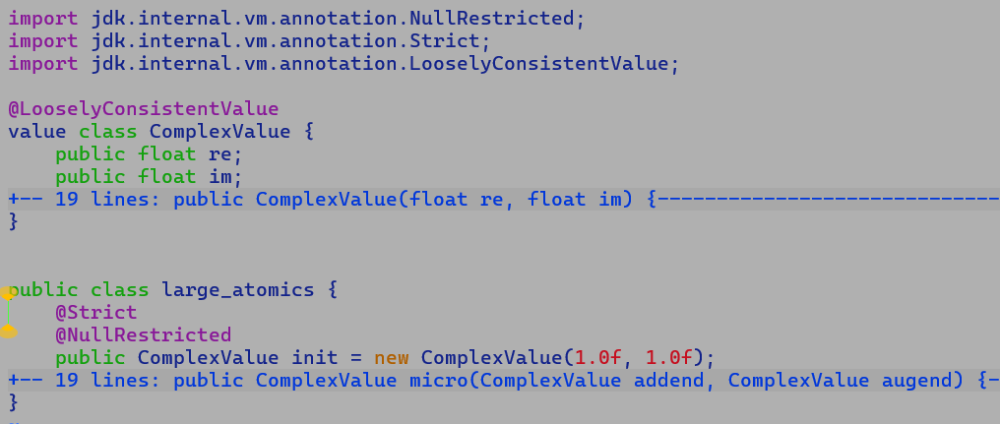 import jdk.internal.vm.annotation.NullRestricted;
import jdk.internal.vm.annotation.Strict;
import jdk.internal.vm.annotation.LooselyConsistentValue;
@LooselyConsistentValue
value class ComplexValue {
    public float re;
    public float im;
+-- 19 lines: public ComplexValue(float re, float im) {-----------------------------
}
public class large_atomics {
    @Strict
    @NullRestricted
    public ComplexValue init = new ComplexValue(1.0f, 1.0f);
+-- 19 lines: public ComplexValue micro(ComplexValue addend, ComplexValue augend) {-
}